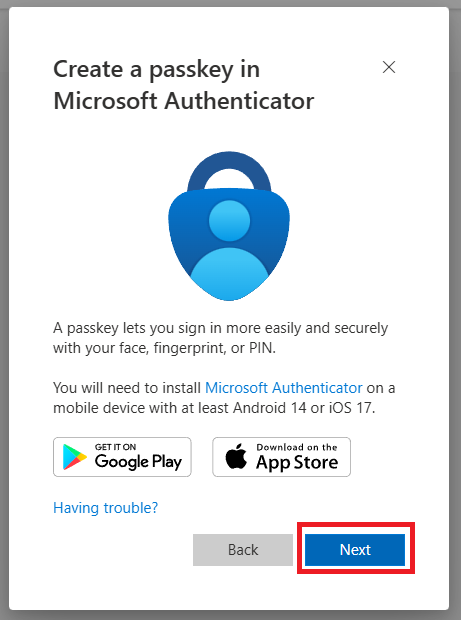 Create a passkey in
Microsoft Authenticator
A passkey lets you sign in more easily and securely
with your face, fingerprint, or PIN.
You will need to install Microsoft Authenticator on a
mobile device with at least Android 14 or iOS 17.
GET IT ON
Google Play
Download on the
App Store
Having trouble?
Back
Next